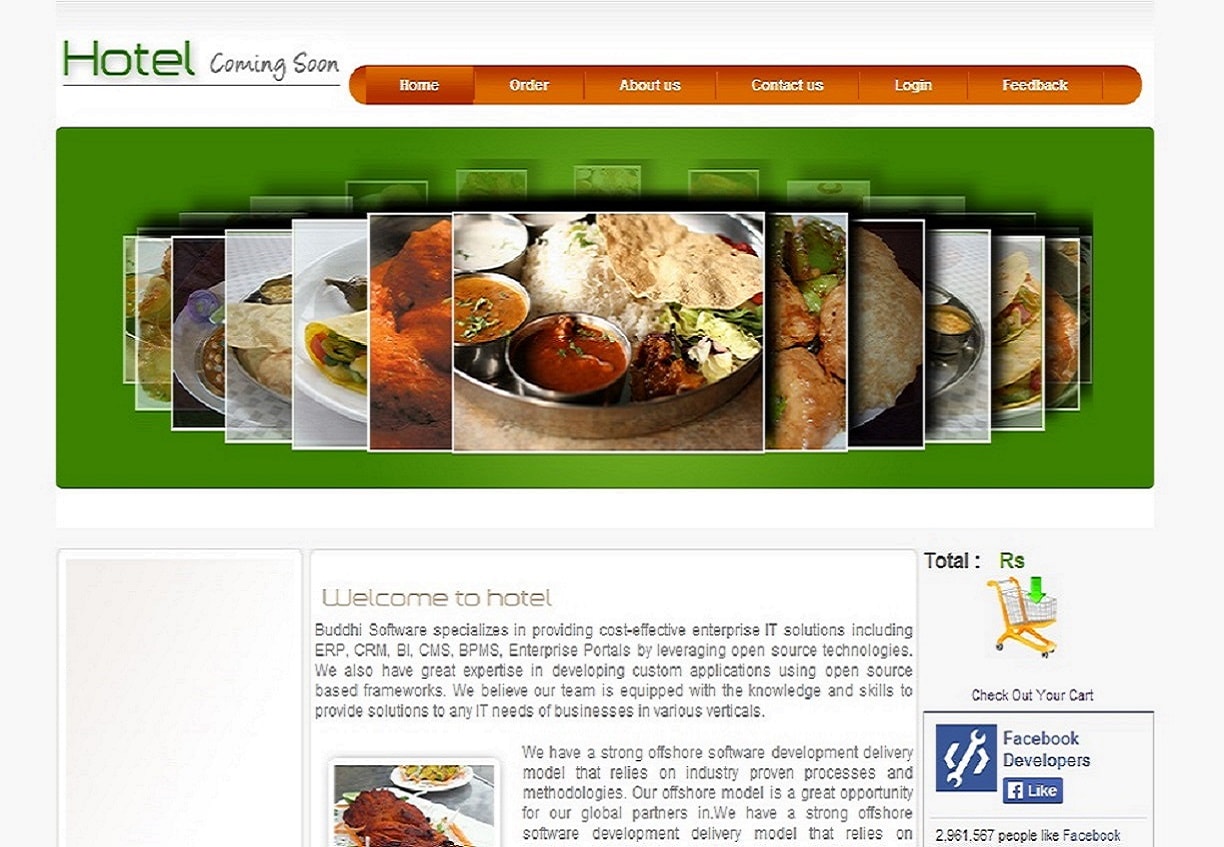 Hotel Coming Soon
Home Order About us Contact us Login Feedback
Total : Rs
Welcome to hotel
Buddhi Software specializes in providing cost-effective enterprise IT solutions including
ERP, CRM, BI, CMS, BPMS, Enterprise Portals by leveraging open source technologies.
We also have great expertise in developing custom applications using open source
based frameworks. We believe our team is equipped with the knowledge and skills to
provide solutions to any IT needs of businesses in various verticals.
We have a strong offshore software development delivery
model that relies on industry proven processes and
methodologies. Our offshore model is a great opportunity
for our global partners in.We have a strong offshore
software development delivery model that relies on
Check Out Your Cart
Facebook
Developers
Like
2,961,567 people like Facebook